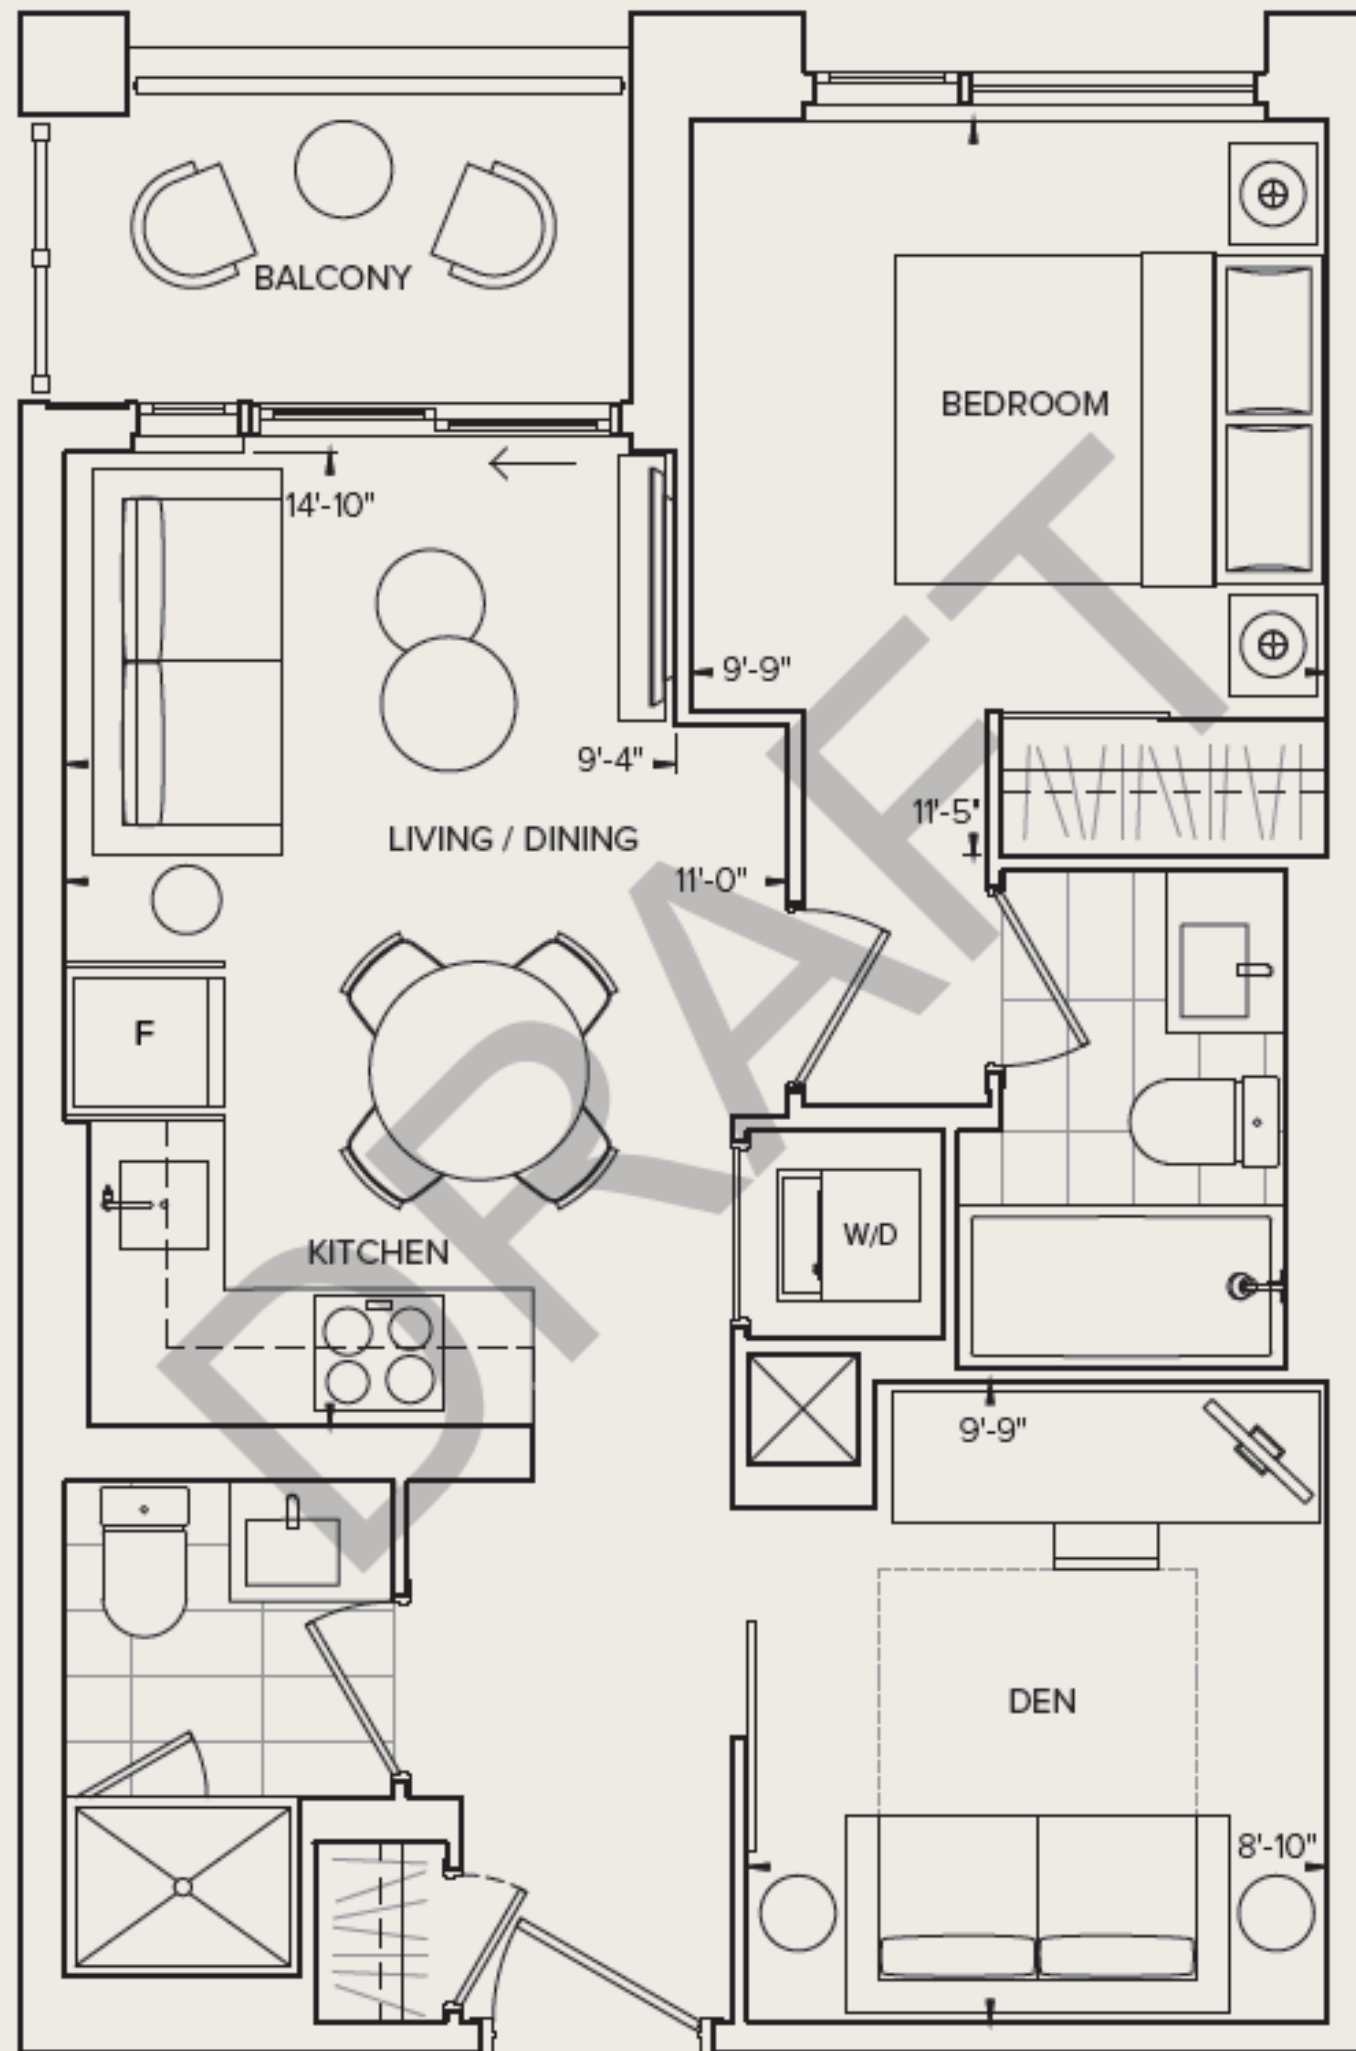 BALCONY
BEDROOM
14'-10"
9'-9"
9'-4"
11'-5"
LIVING / DINING
11'-0"
F
W/D
KITCHEN
9'-9"
DEN
8'-10"
DRAFT